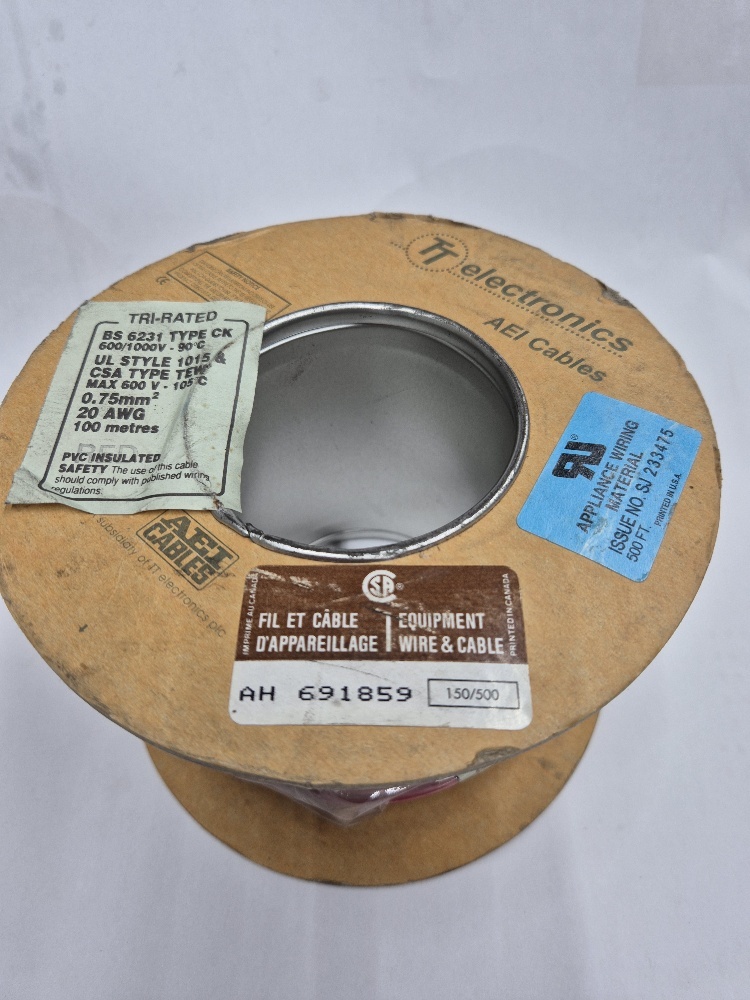 TT electronics
AEI Cables
TRI-RATED
BS 6231 TYPE CK
600/1000V - 90°C
UL STYLE 1015 &
CSA TYPE TEW
MAX 600 V - 105°C
0.75mm²
20 AWG
100 metres
RED
PVC INSULATED
SAFETY The use of this cable
should comply with published wiring
regulations.
AEI
CABLES
subsidiary of TT electronics plc
RU®
APPLIANCE WIRING
MATERIAL
ISSUE NO. SJ 233475
500 FT.
PRINTED IN U.S.A.
IMPRIMÉ AU CANADA
SA®
FIL ET CÂBLE
D'APPAREILLAGE
EQUIPMENT
WIRE & CABLE
PRINTED IN CANADA
AH 691859
150/500